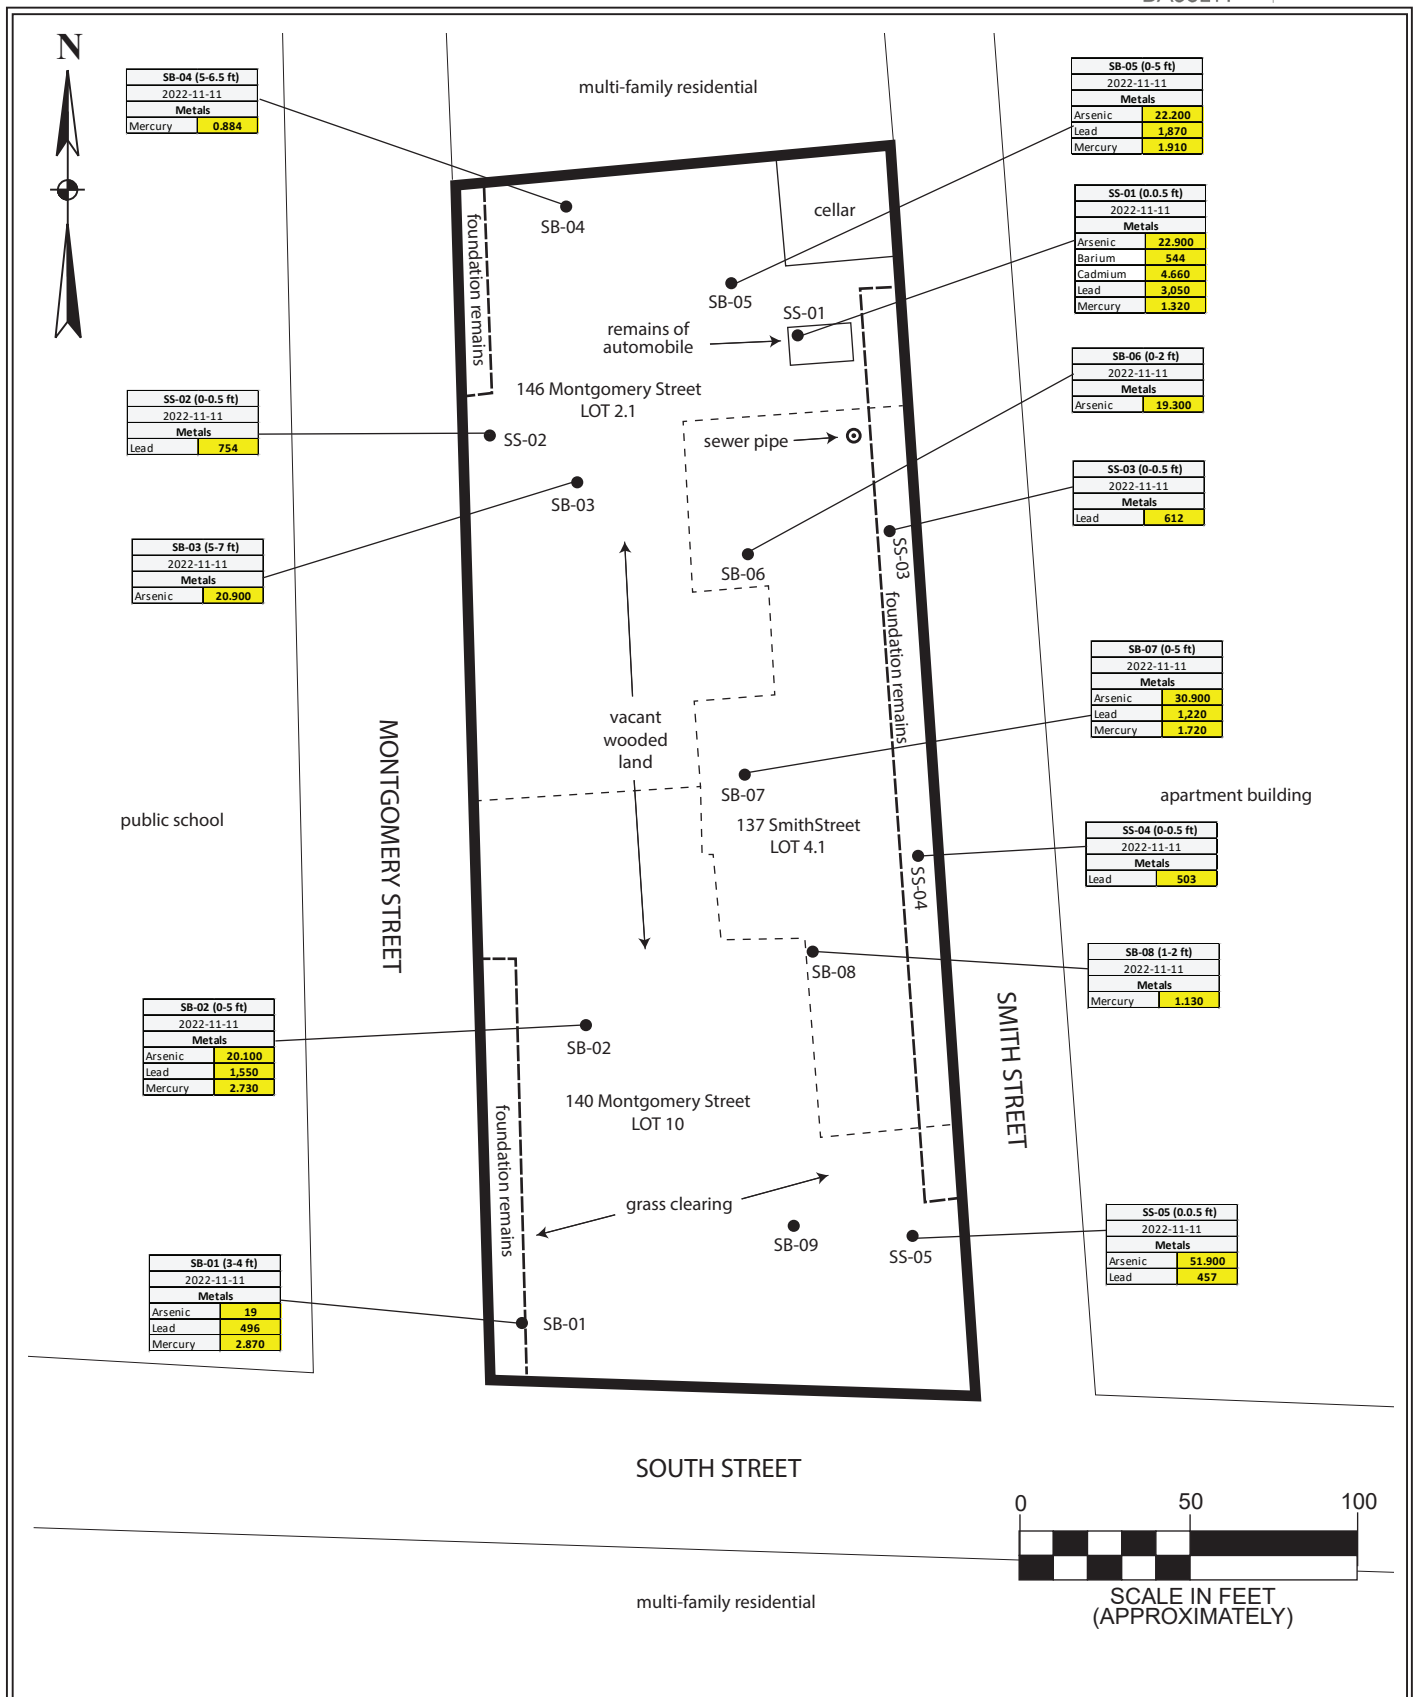 N
SB-04 (5-6.5 ft)
2022-11-11
Metals
Mercury 0.884
multi-family residential
SB-05 (0-5 ft)
2022-11-11
Metals
Arsenic 22.200
Lead 1,870
Mercury 1.910
SS-01 (0.0.5 ft)
2022-11-11
Metals
Arsenic 22.900
Barium 544
Cadmium 4.660
Lead 3,050
Mercury 1.320
cellar
SB-04
foundation remains
SB-05
SS-01
remains of
automobile
146 Montgomery Street
LOT 2.1
SB-06 (0-2 ft)
2022-11-11
Metals
Arsenic 19.300
SS-02 (0-0.5 ft)
2022-11-11
Metals
Lead 754
SS-02
sewer pipe
SB-03
SS-03 (0-0.5 ft)
2022-11-11
Metals
Lead 612
SB-03 (5-7 ft)
2022-11-11
Metals
Arsenic 20.900
SB-06
SS-03
foundation remains
SB-07 (0-5 ft)
2022-11-11
Metals
Arsenic 30.900
Lead 1,220
Mercury 1.720
vacant
wooded
land
MONTGOMERY STREET
SB-07
public school
137 SmithStreet
LOT 4.1
apartment building
SS-04 (0-0.5 ft)
2022-11-11
Metals
Lead 503
SS-04
SB-08
SB-08 (1-2 ft)
2022-11-11
Metals
Mercury 1.130
SB-02 (0-5 ft)
2022-11-11
Metals
Arsenic 20.100
Lead 1,550
Mercury 2.730
SB-02
SMITH STREET
140 Montgomery Street
LOT 10
foundation remains
grass clearing
SB-09
SS-05
SS-05 (0.0.5 ft)
2022-11-11
Metals
Arsenic 51.900
Lead 457
SB-01 (3-4 ft)
2022-11-11
Metals
Arsenic 19
Lead 496
Mercury 2.870
SB-01
SOUTH STREET
0 50 100
SCALE IN FEET
(APPROXIMATELY)
multi-family residential